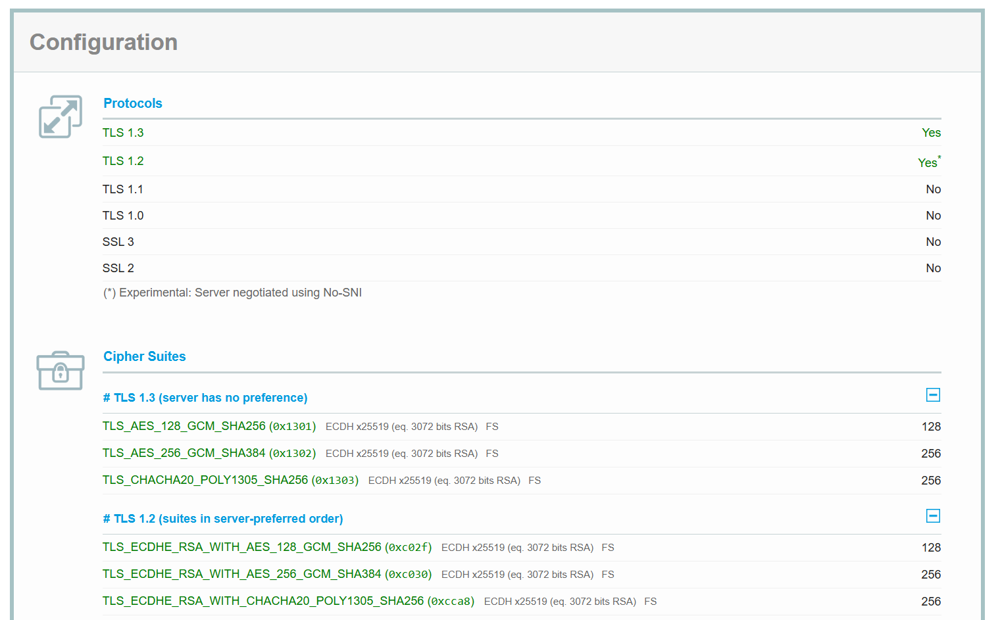 Configuration
Protocols
TLS 1.3 Yes
TLS 1.2 Yes*
TLS 1.1 No
TLS 1.0 No
SSL 3 No
SSL 2 No
(*) Experimental: Server negotiated using No-SNI
Cipher Suites
# TLS 1.3 (server has no preference)
TLS_AES_128_GCM_SHA256 (0x1301) ECDH x25519 (eq. 3072 bits RSA) FS 128
TLS_AES_256_GCM_SHA384 (0x1302) ECDH x25519 (eq. 3072 bits RSA) FS 256
TLS_CHACHA20_POLY1305_SHA256 (0x1303) ECDH x25519 (eq. 3072 bits RSA) FS 256
# TLS 1.2 (suites in server-preferred order)
TLS_ECDHE_RSA_WITH_AES_128_GCM_SHA256 (0xc02f) ECDH x25519 (eq. 3072 bits RSA) FS 128
TLS_ECDHE_RSA_WITH_AES_256_GCM_SHA384 (0xc030) ECDH x25519 (eq. 3072 bits RSA) FS 256
TLS_ECDHE_RSA_WITH_CHACHA20_POLY1305_SHA256 (0xcca8) ECDH x25519 (eq. 3072 bits RSA) FS 256